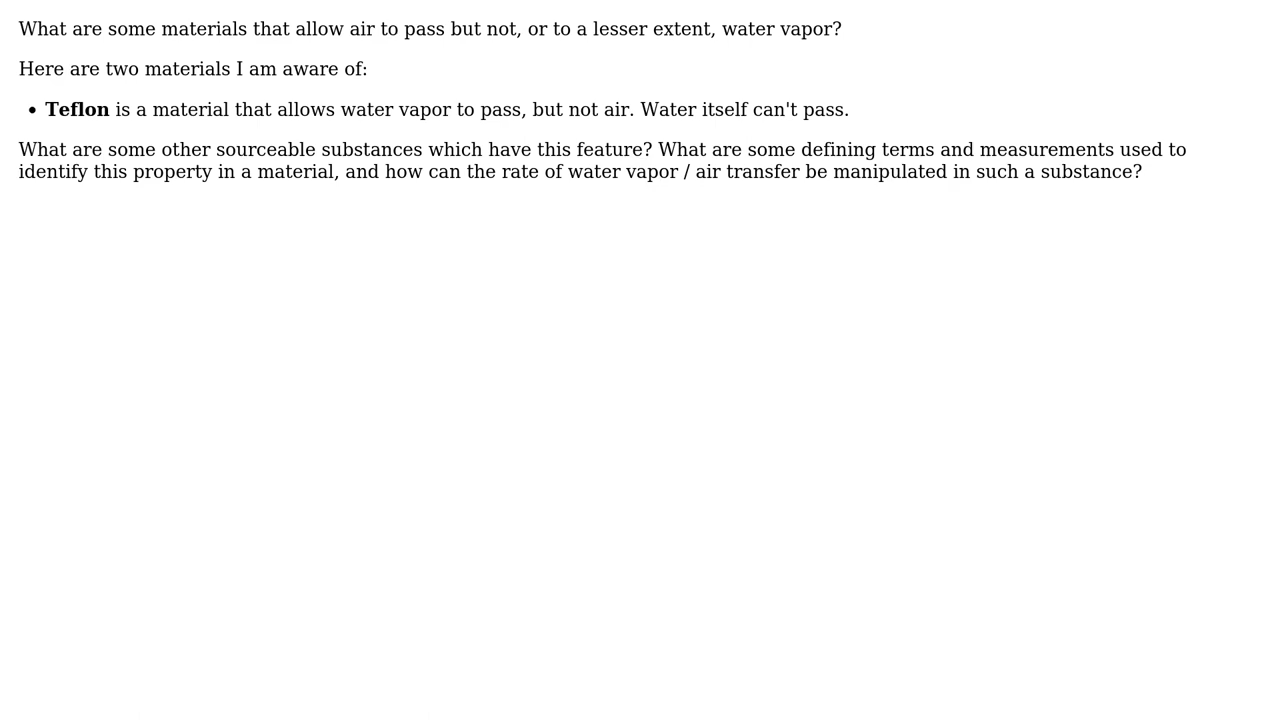 What are some materials that allow air to pass but not, or to a lesser extent, water vapor?
Here are two materials I am aware of:
• Teflon is a material that allows water vapor to pass, but not air. Water itself can't pass.
What are some other sourceable substances which have this feature? What are some defining terms and measurements used to
identify this property in a material, and how can the rate of water vapor / air transfer be manipulated in such a substance?